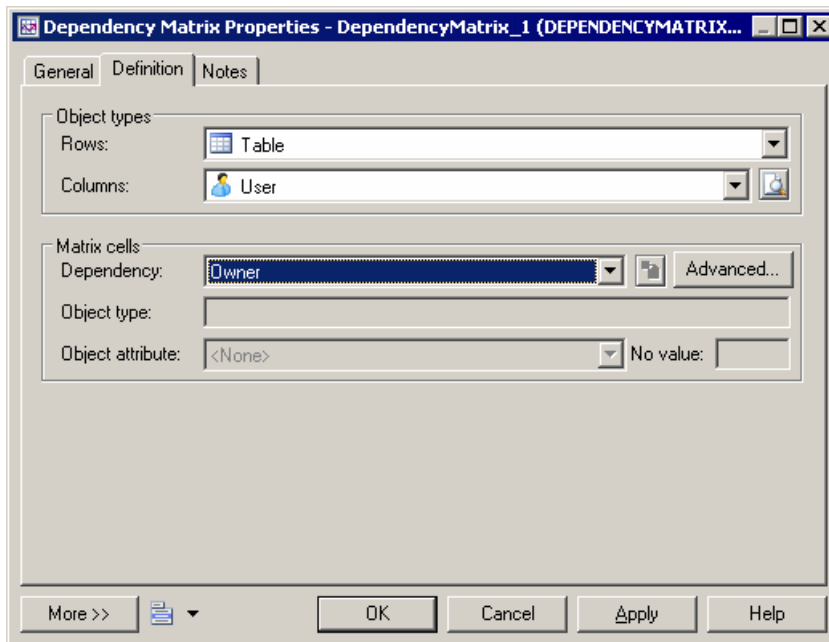 Dependency Matrix Properties - DependencyMatrix_1 (DEPENDENCYMATRIX...
General Definition Notes
Object types
Rows: Table
Columns: User
Matrix cells
Dependency: Owner Advanced...
Object type:
Object attribute: <None> No value:
More >> OK Cancel Apply Help